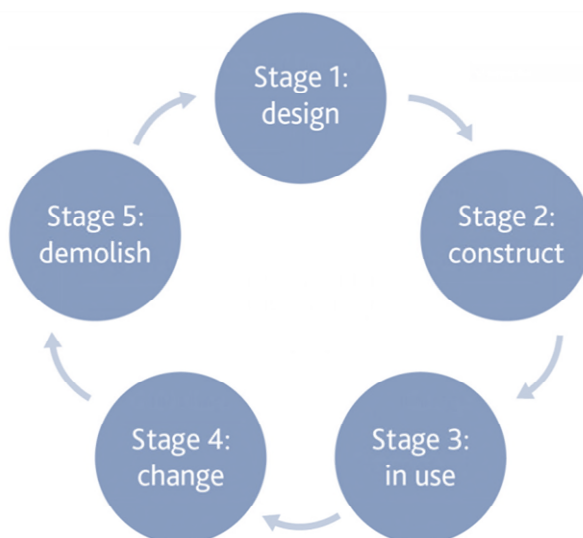 Stage 1:
design
Stage 2:
construct
Stage 3:
in use
Stage 4:
change
Stage 5:
demolish